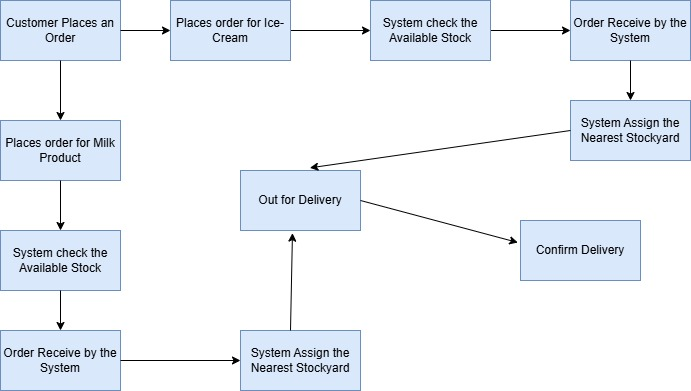 Customer Places an
Order
Places order for Ice-
Cream
System check the
Available Stock
Order Receive by the
System
System Assign the
Nearest Stockyard
Places order for Milk
Product
Out for Delivery
Confirm Delivery
System check the
Available Stock
Order Receive by the
System
System Assign the
Nearest Stockyard